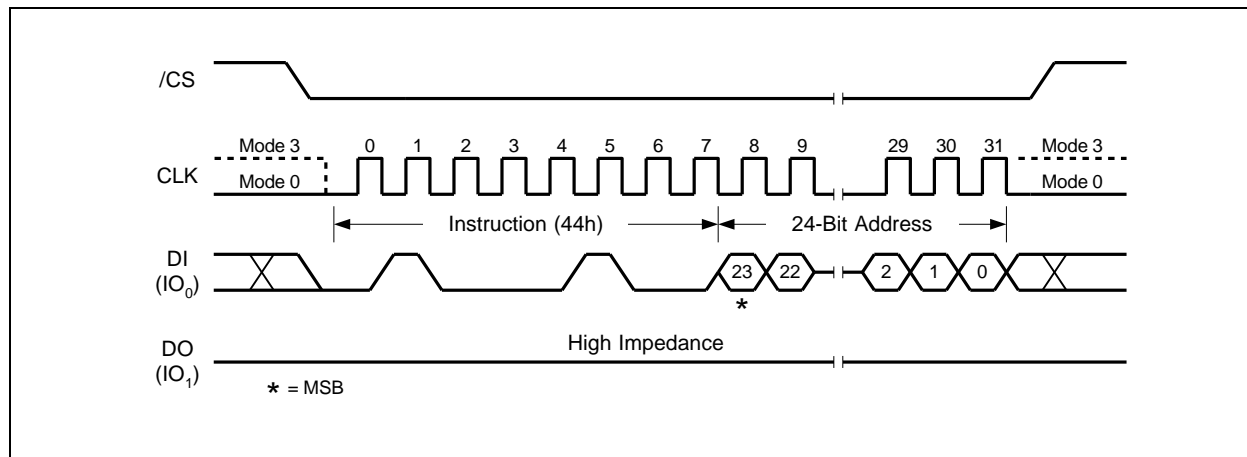 /CS
Mode 3 0 1 2 3 4 5 6 7 8 9 29 30 31 Mode 3
CLK Mode 0 Mode 0
Instruction (44h) 24-Bit Address
DI
(IO₀)
23 22 2 1 0
*
DO
(IO₁)
High Impedance
* = MSB